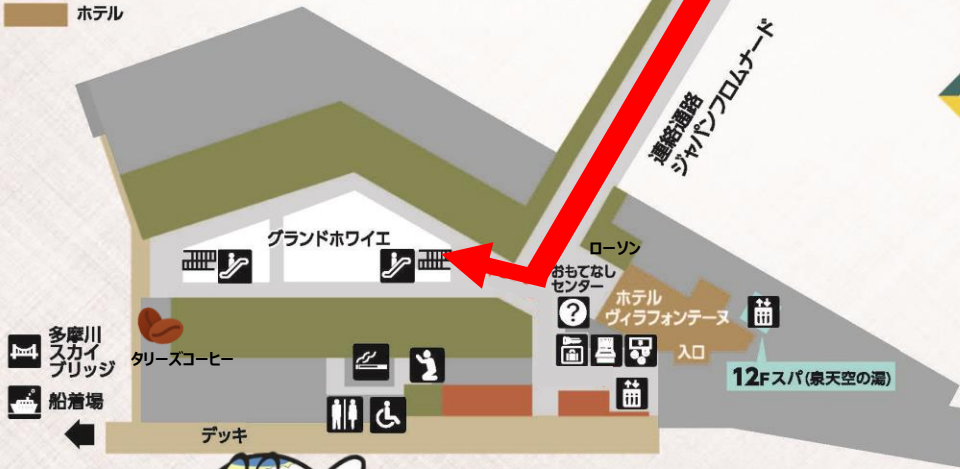 ホテル
連絡通路
ジャパンプロムナード
グランドホワイエ
ローソン
おもてなし
センター
?
ホテル
ヴィラフォンテーヌ
入口
12Fスパ(泉天空の湯)
多摩川
スカイ
ブリッジ
タリーズコーヒー
船着場
デッキ